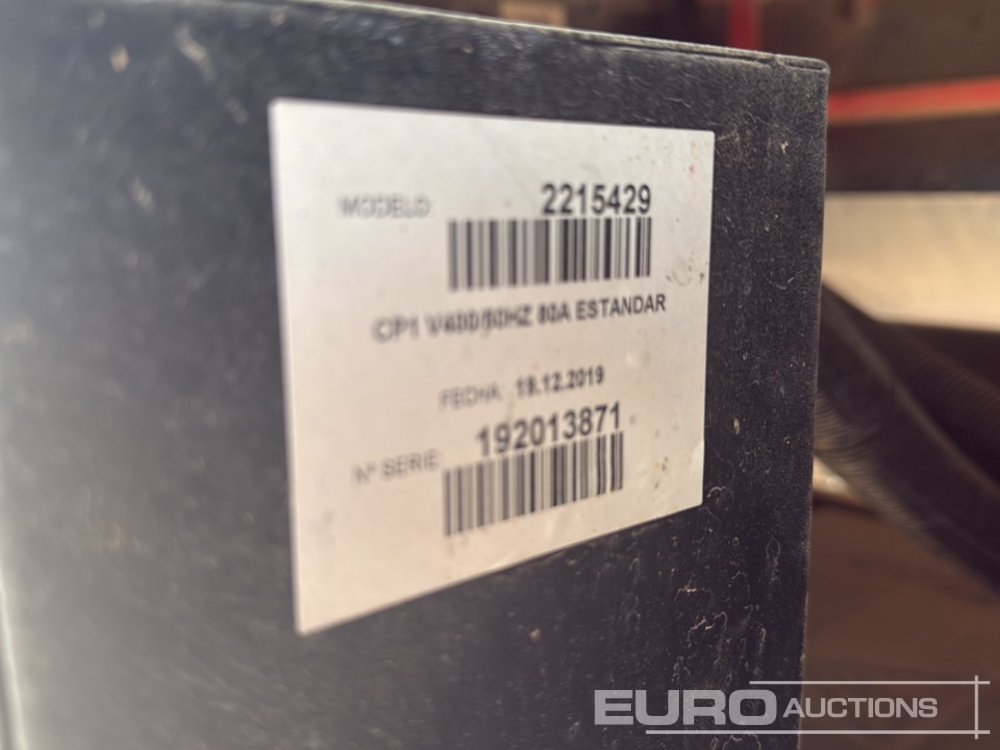 MODELO: 2215429
CP1 V400/50HZ 80A ESTANDAR
FECHA: 19.12.2019
192013871
Nº SERIE:
EURO AUCTIONS